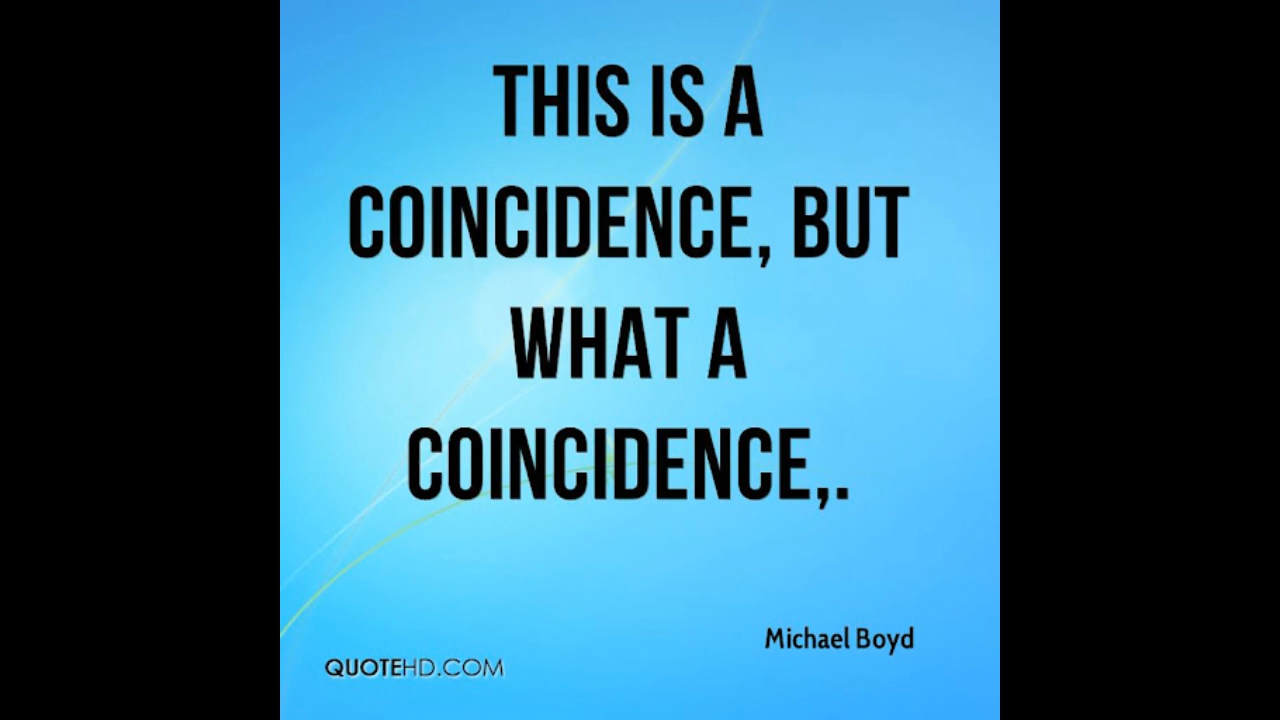 THIS IS A
COINCIDENCE, BUT
WHAT A
COINCIDENCE,.
Michael Boyd
QUOTEHD.COM